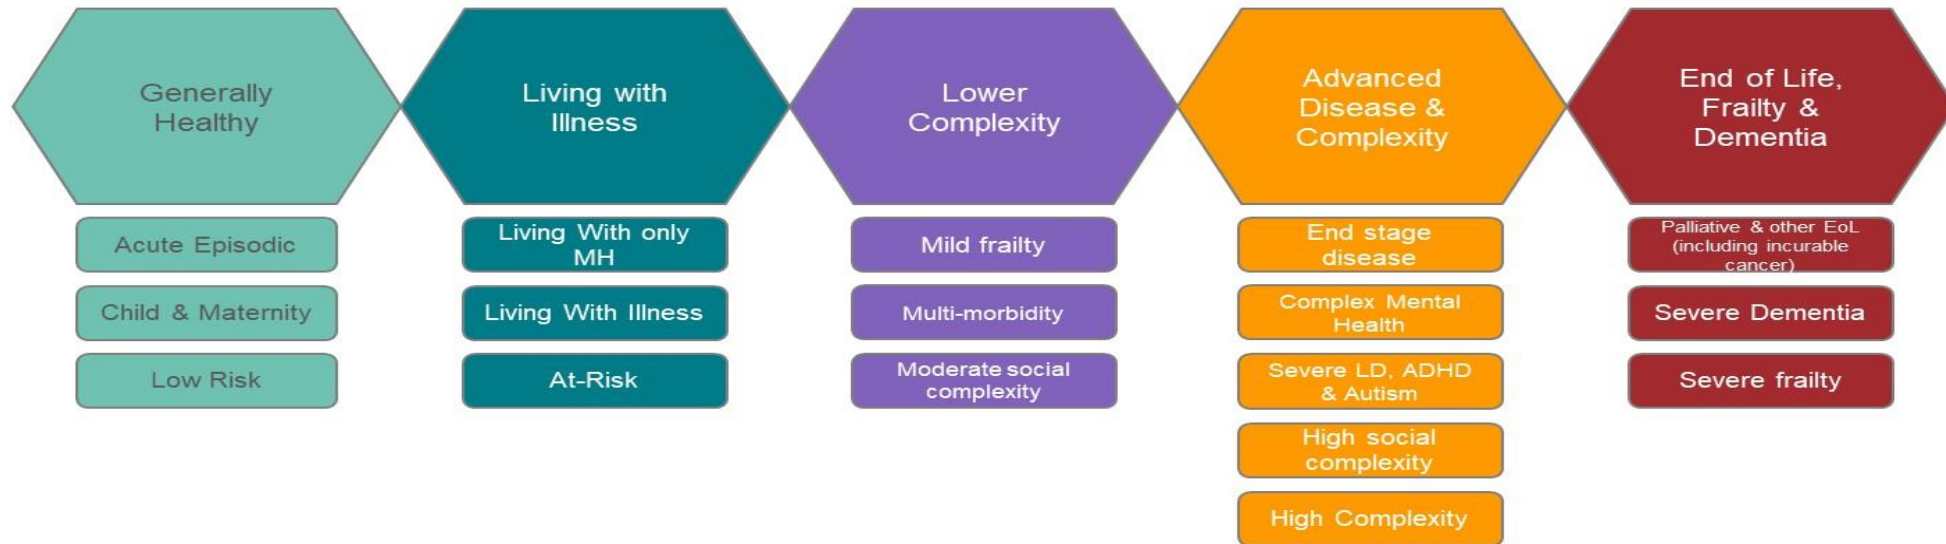 Generally
Healthy
Acute Episodic
Child & Maternity
Low Risk
Living with
Illness
Living With only
MH
Living With Illness
At-Risk
Lower
Complexity
Mild frailty
Multi-morbidity
Moderate social
complexity
Advanced
Disease &
Complexity
End stage
disease
Complex Mental
Health
Severe LD, ADHD
& Autism
High social
complexity
High Complexity
End of Life,
Frailty &
Dementia
Palliative & other EoL
(including incurable
cancer)
Severe Dementia
Severe frailty